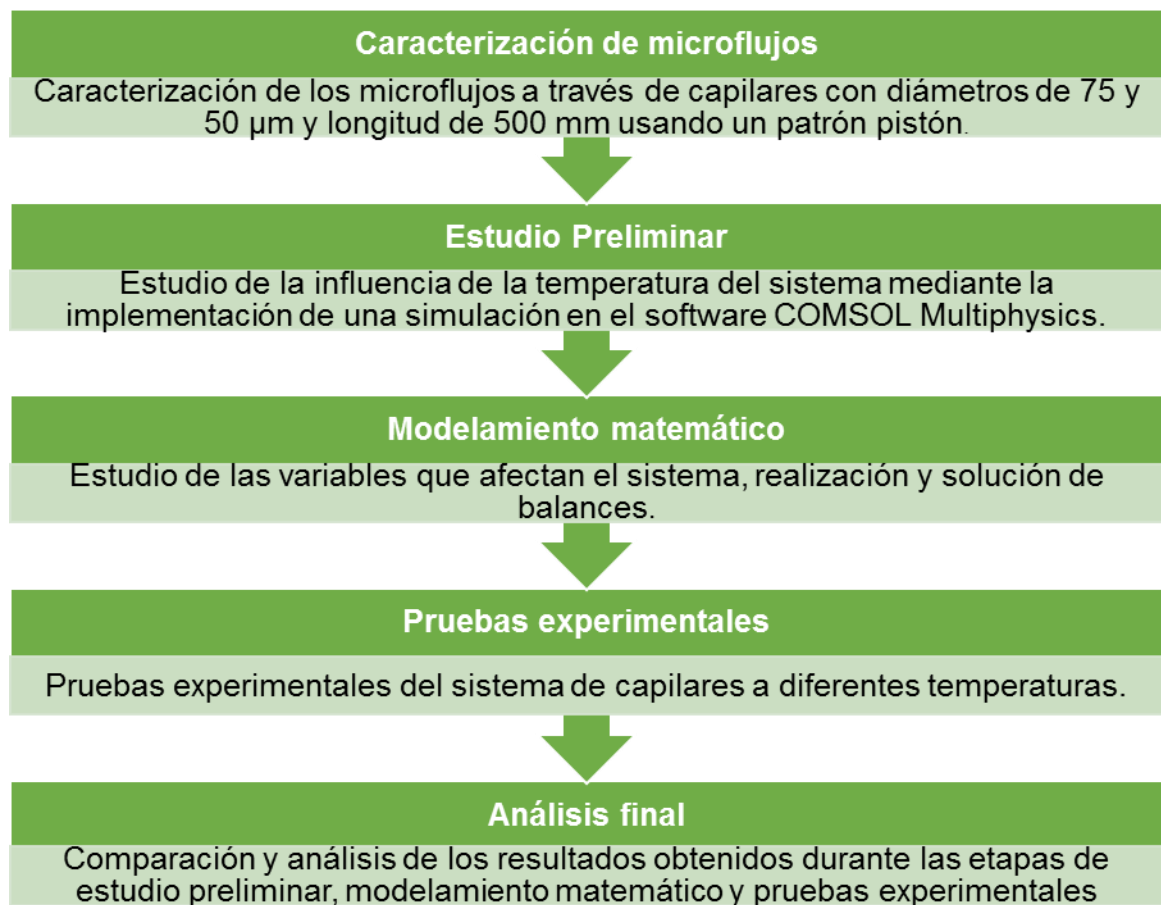 Caracterización de microflujos
Caracterización de los microflujos a través de capilares con diámetros de 75 y
50 µm y longitud de 500 mm usando un patrón pistón.
Estudio Preliminar
Estudio de la influencia de la temperatura del sistema mediante la
implementación de una simulación en el software COMSOL Multiphysics.
Modelamiento matemático
Estudio de las variables que afectan el sistema, realización y solución de
balances.
Pruebas experimentales
Pruebas experimentales del sistema de capilares a diferentes temperaturas.
Análisis final
Comparación y análisis de los resultados obtenidos durante las etapas de
estudio preliminar, modelamiento matemático y pruebas experimentales